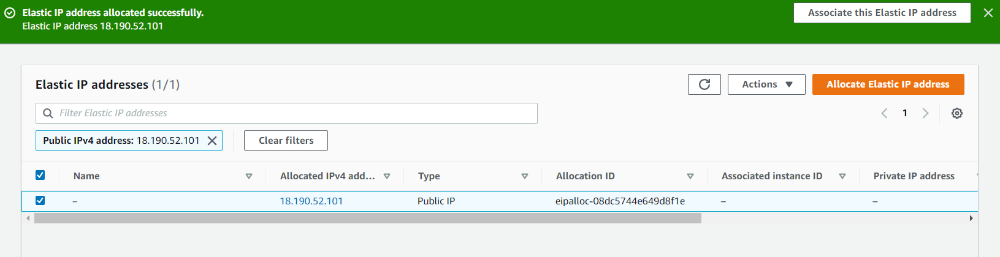 Elastic IP address allocated successfully.
Elastic IP address 18.190.52.101
Associate this Elastic IP address
Elastic IP addresses (1/1)
Actions
Allocate Elastic IP address
Filter Elastic IP addresses
1
Public IPv4 address: 18.190.52.101
Clear filters
Name
Allocated IPv4 add...
Type
Allocation ID
Associated instance ID
Private IP address
–
18.190.52.101
Public IP
eipalloc-08dc5744e649d8f1e
–
–